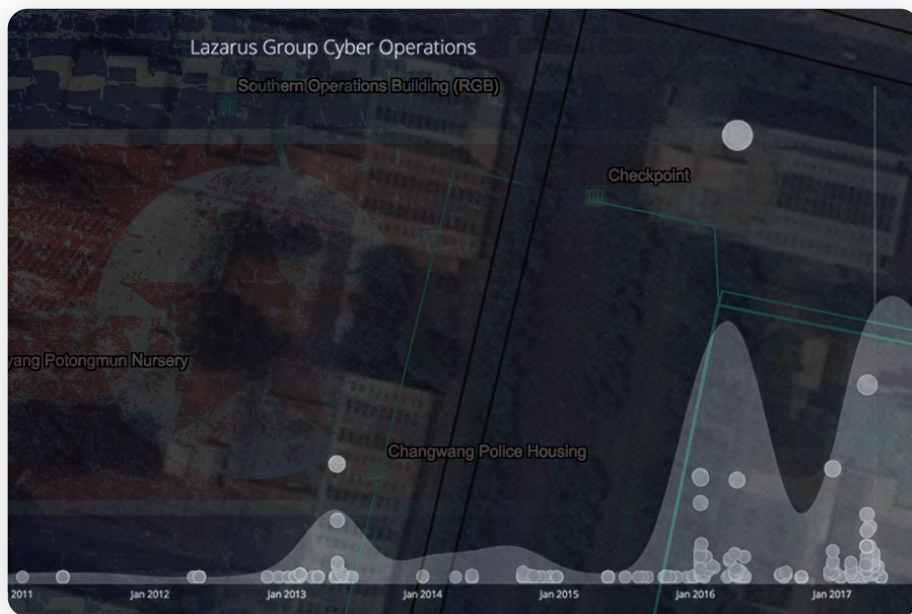 Lazarus Group Cyber Operations
Southern Operations Building (RGB)
Checkpoint
yang Potongmun Nursery
Changwang Police Housing
2011 Jan 2012 Jan 2013 Jan 2014 Jan 2015 Jan 2016 Jan 2017